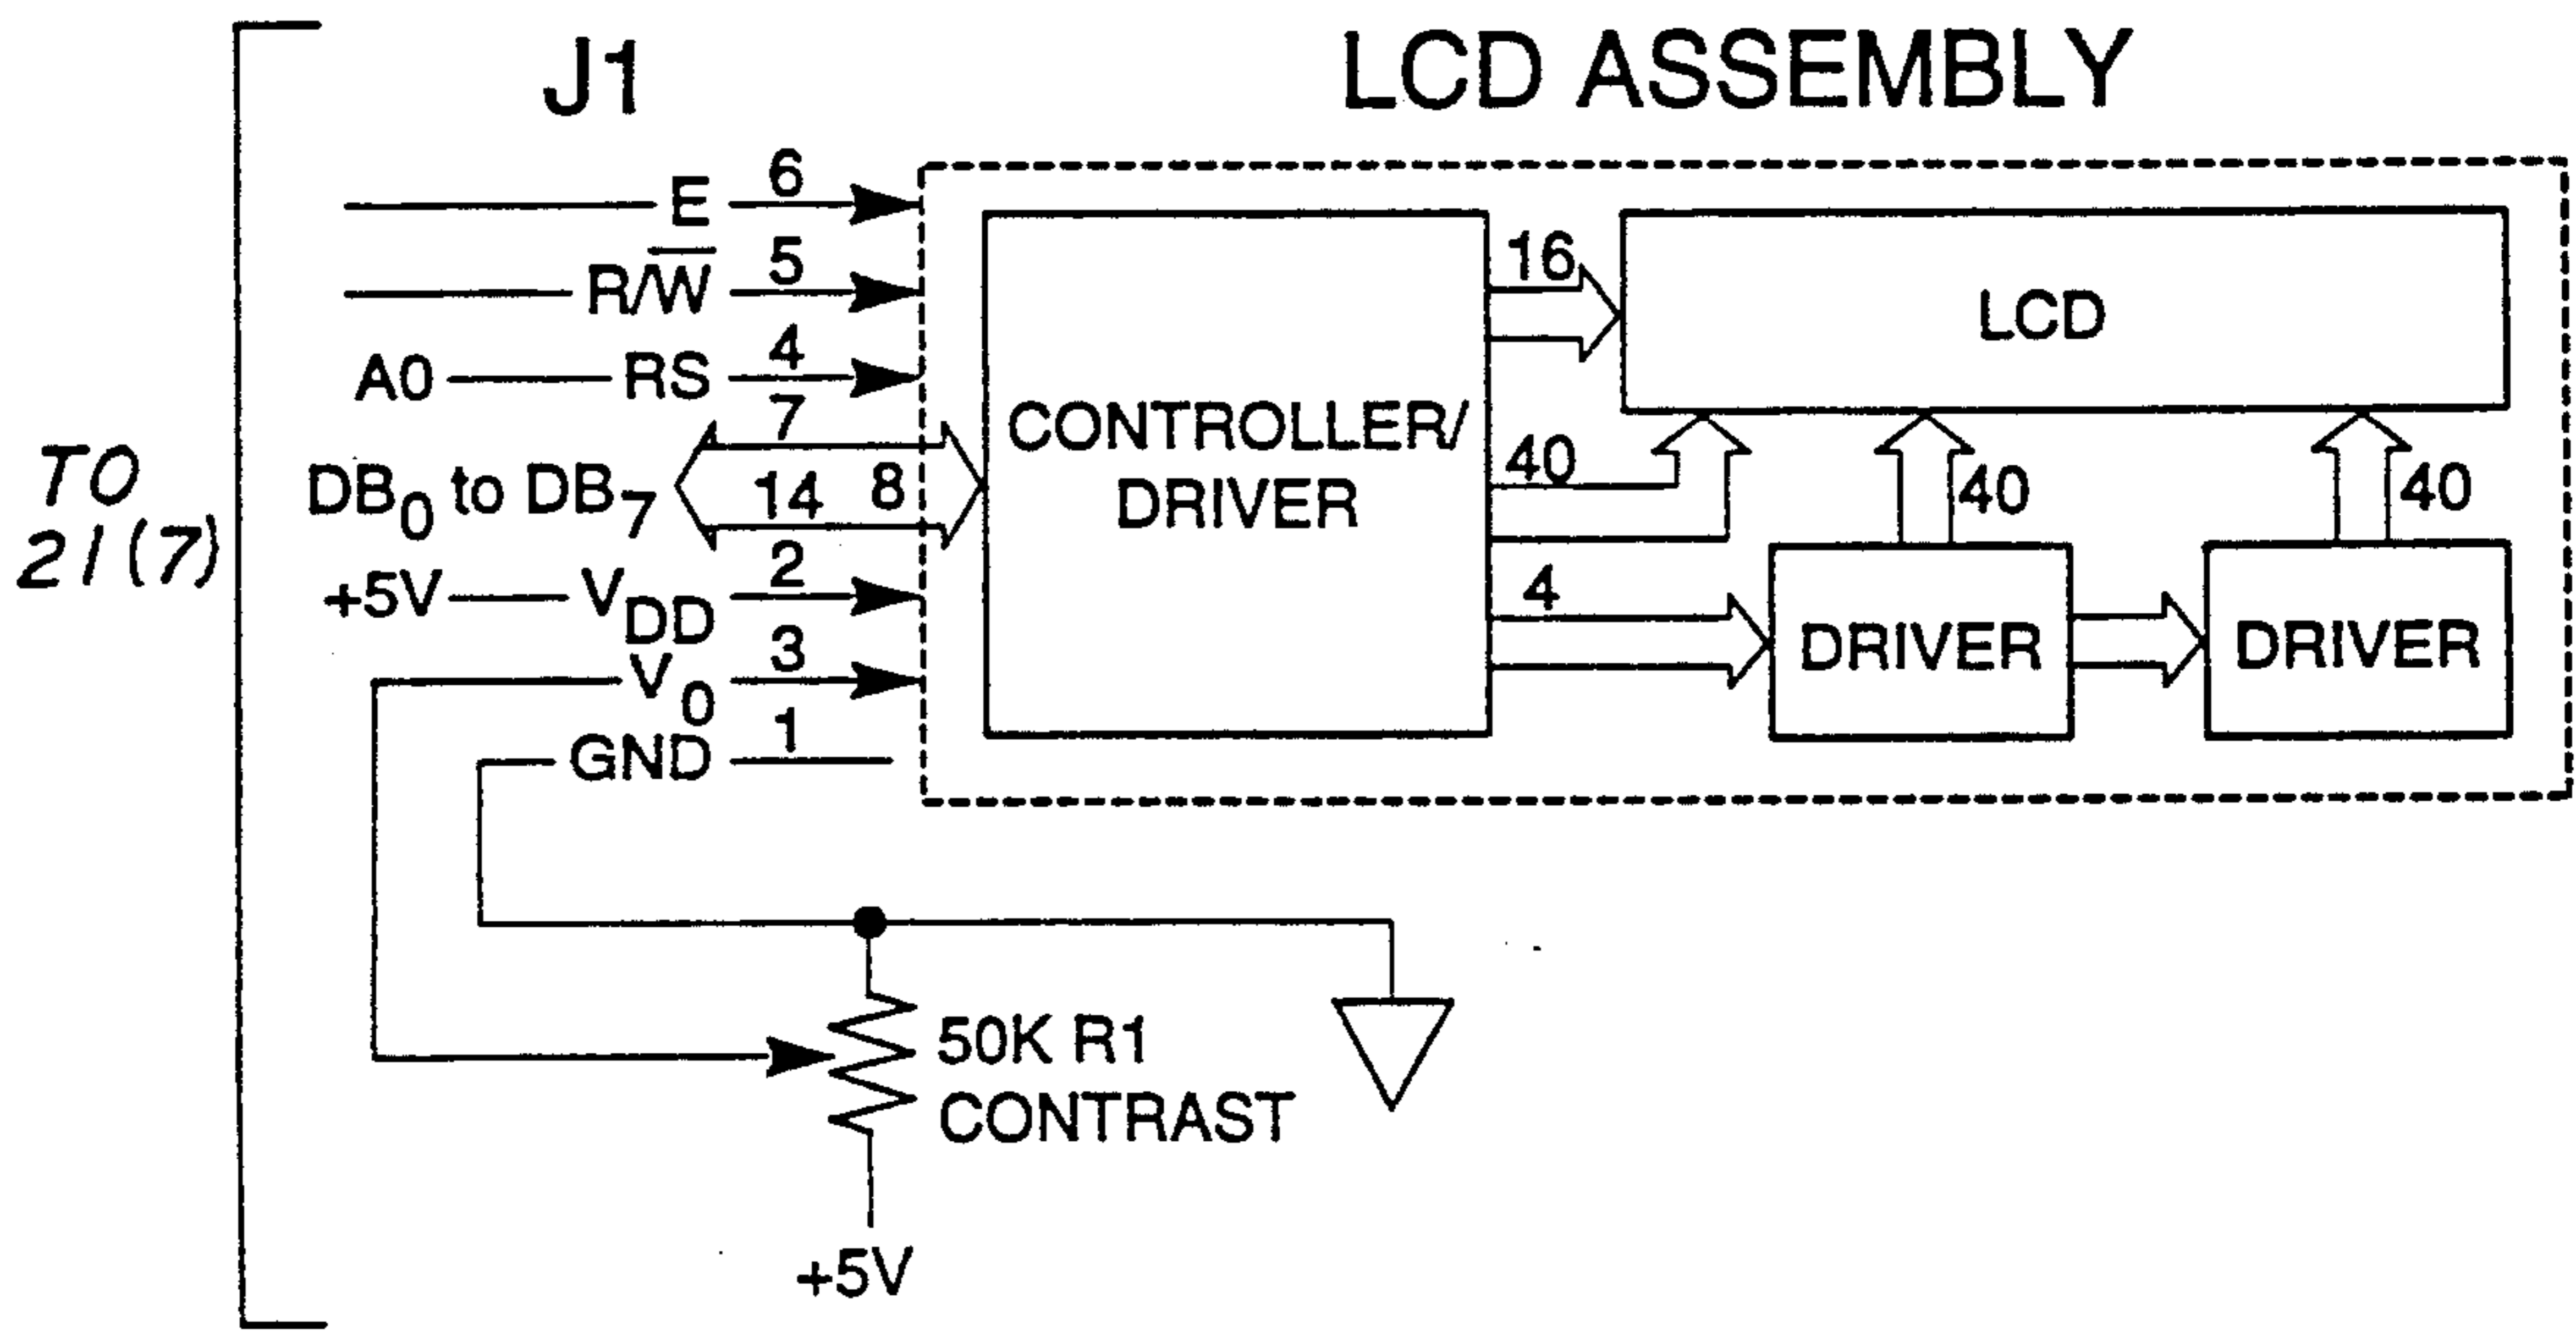 J1
LCD ASSEMBLY
E 6
R/W̅ 5
A0 RS 4
DB₀ to DB₇ 7 14 8
+5V V_DD 2
V₀ 3
GND 1
TO
21(7)
CONTROLLER/
DRIVER
16
LCD
40
40
40
4
DRIVER
DRIVER
50K R1
CONTRAST
+5V